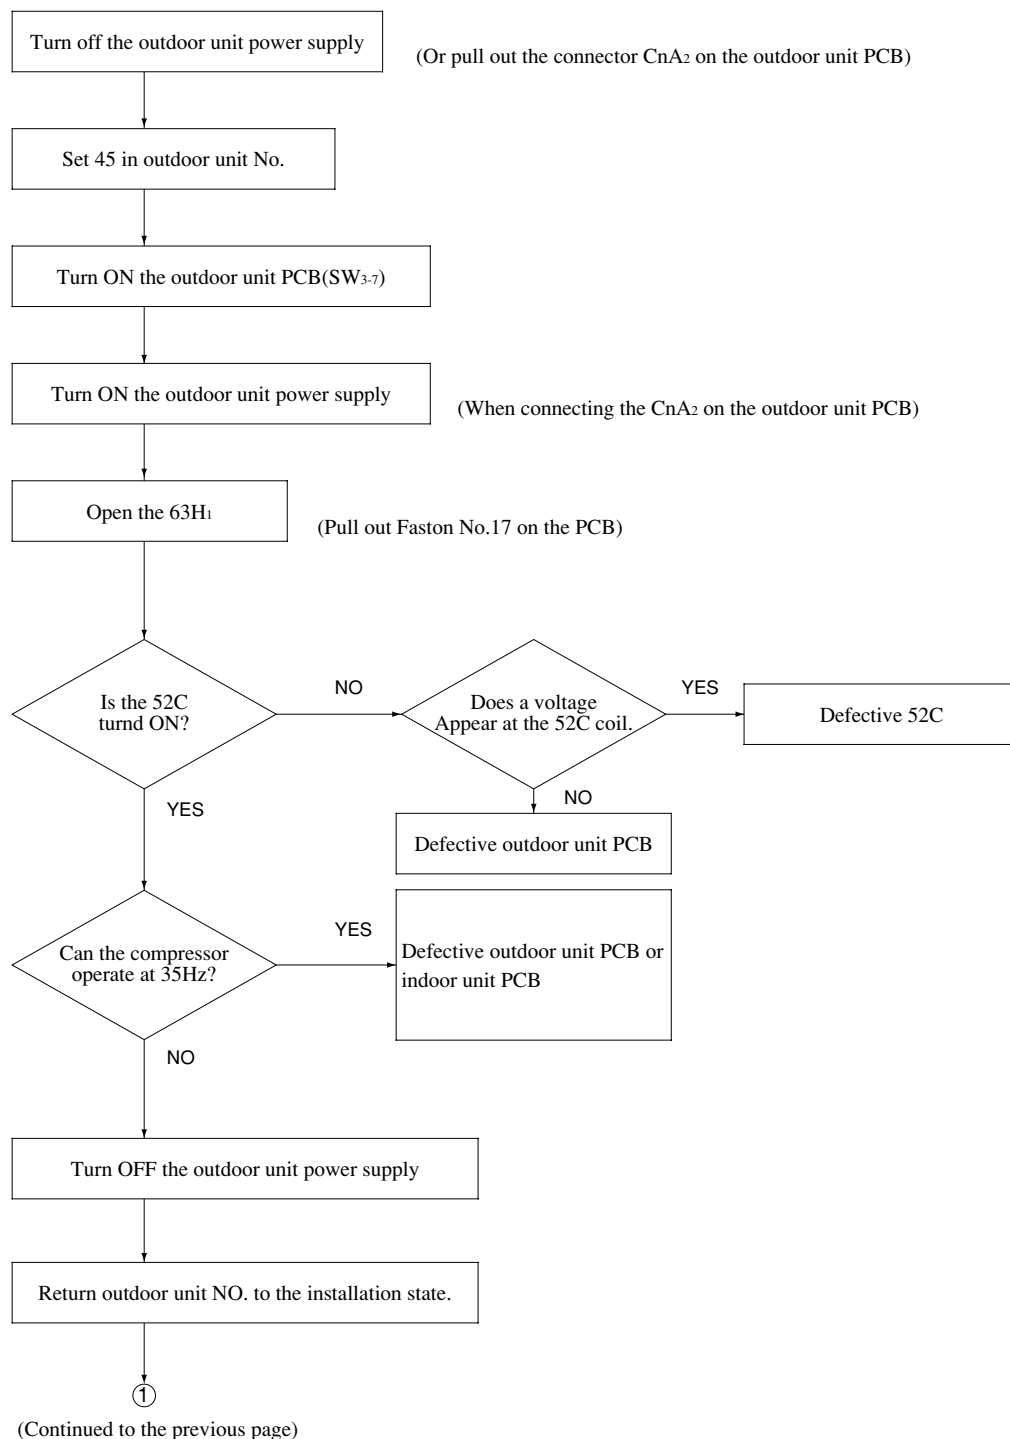 Turn off the outdoor unit power supply
(Or pull out the connector CnA2 on the outdoor unit PCB)
Set 45 in outdoor unit No.
Turn ON the outdoor unit PCB(SW3-7)
Turn ON the outdoor unit power supply
(When connecting the CnA2 on the outdoor unit PCB)
Open the 63H1
(Pull out Faston No.17 on the PCB)
Is the 52C
turnd ON?
NO
Does a voltage
Appear at the 52C coil.
YES
Defective 52C
NO
Defective outdoor unit PCB
YES
Can the compressor
operate at 35Hz?
YES
Defective outdoor unit PCB or
indoor unit PCB
NO
Turn OFF the outdoor unit power supply
Return outdoor unit NO. to the installation state.
1
(Continued to the previous page)